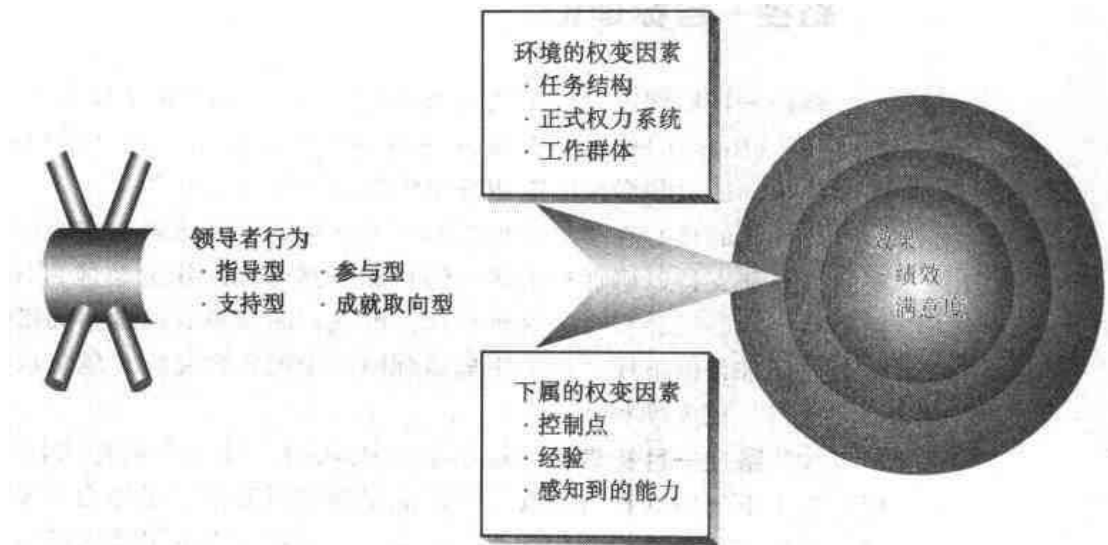 环境的权变因素
· 任务结构
· 正式权力系统
· 工作群体
领导者行为
· 指导型 · 参与型
· 支持型 · 成就取向型
效果
绩效
满意度
下属的权变因素
· 控制点
· 经验
· 感知到的能力